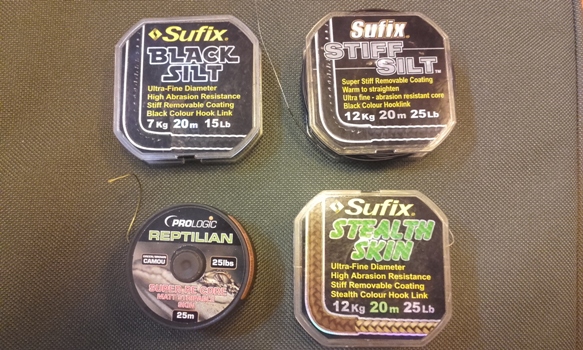 Sufix
BLACK
SILT
Ultra-Fine Diameter
High Abrasion Resistance
Stiff Removable Coating
Black Colour Hook Link
7Kg 20m 15Lb
Sufix
STIFF
SILT™
Super Stiff Removable Coating
Warm to straighten
Ultra fine - abrasion resistant core
Black Colour Hooklink
12Kg 20m 25Lb
PROLOGIC
REPTILIAN
CAMOU
25lbs
25m
Sufix
STEALTH
SKIN
Ultra-Fine Diameter
High Abrasion Resistance
Stiff Removable Coating
Stealth Colour Hook Link
12Kg 20m 25Lb